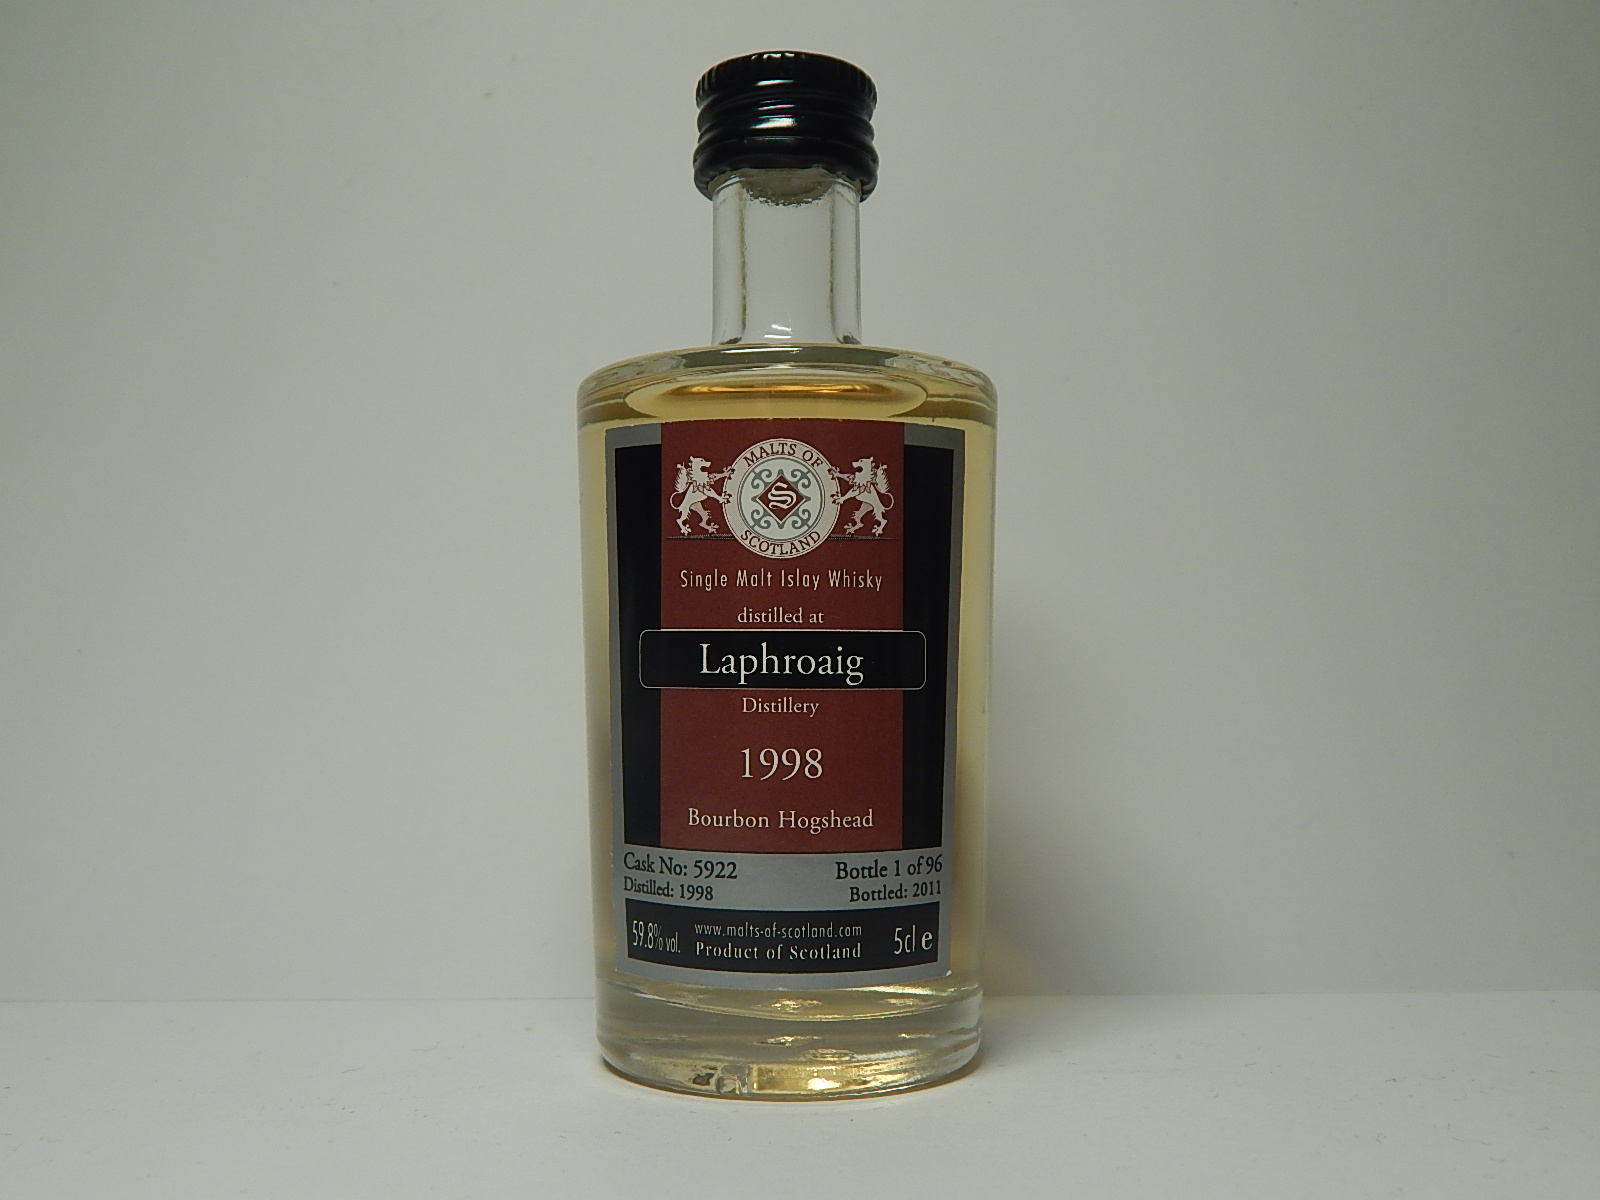 MALTS OF
S
SCOTLAND
Single Malt Islay Whisky
distilled at
Laphroaig
Distillery
1998
Bourbon Hogshead
Cask No: 5922 Bottle 1 of 96
Distilled: 1998 Bottled: 2011
59.8% vol. www.malts-of-scotland.com 5cl e
Product of Scotland